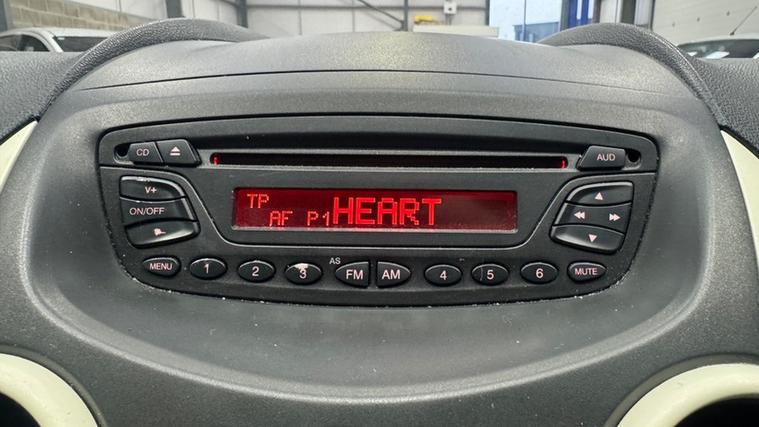 CD
AUD
V+
ON/OFF
TP
AF P1 HEART
AS
MENU 1 2 3 FM AM 4 5 6 MUTE